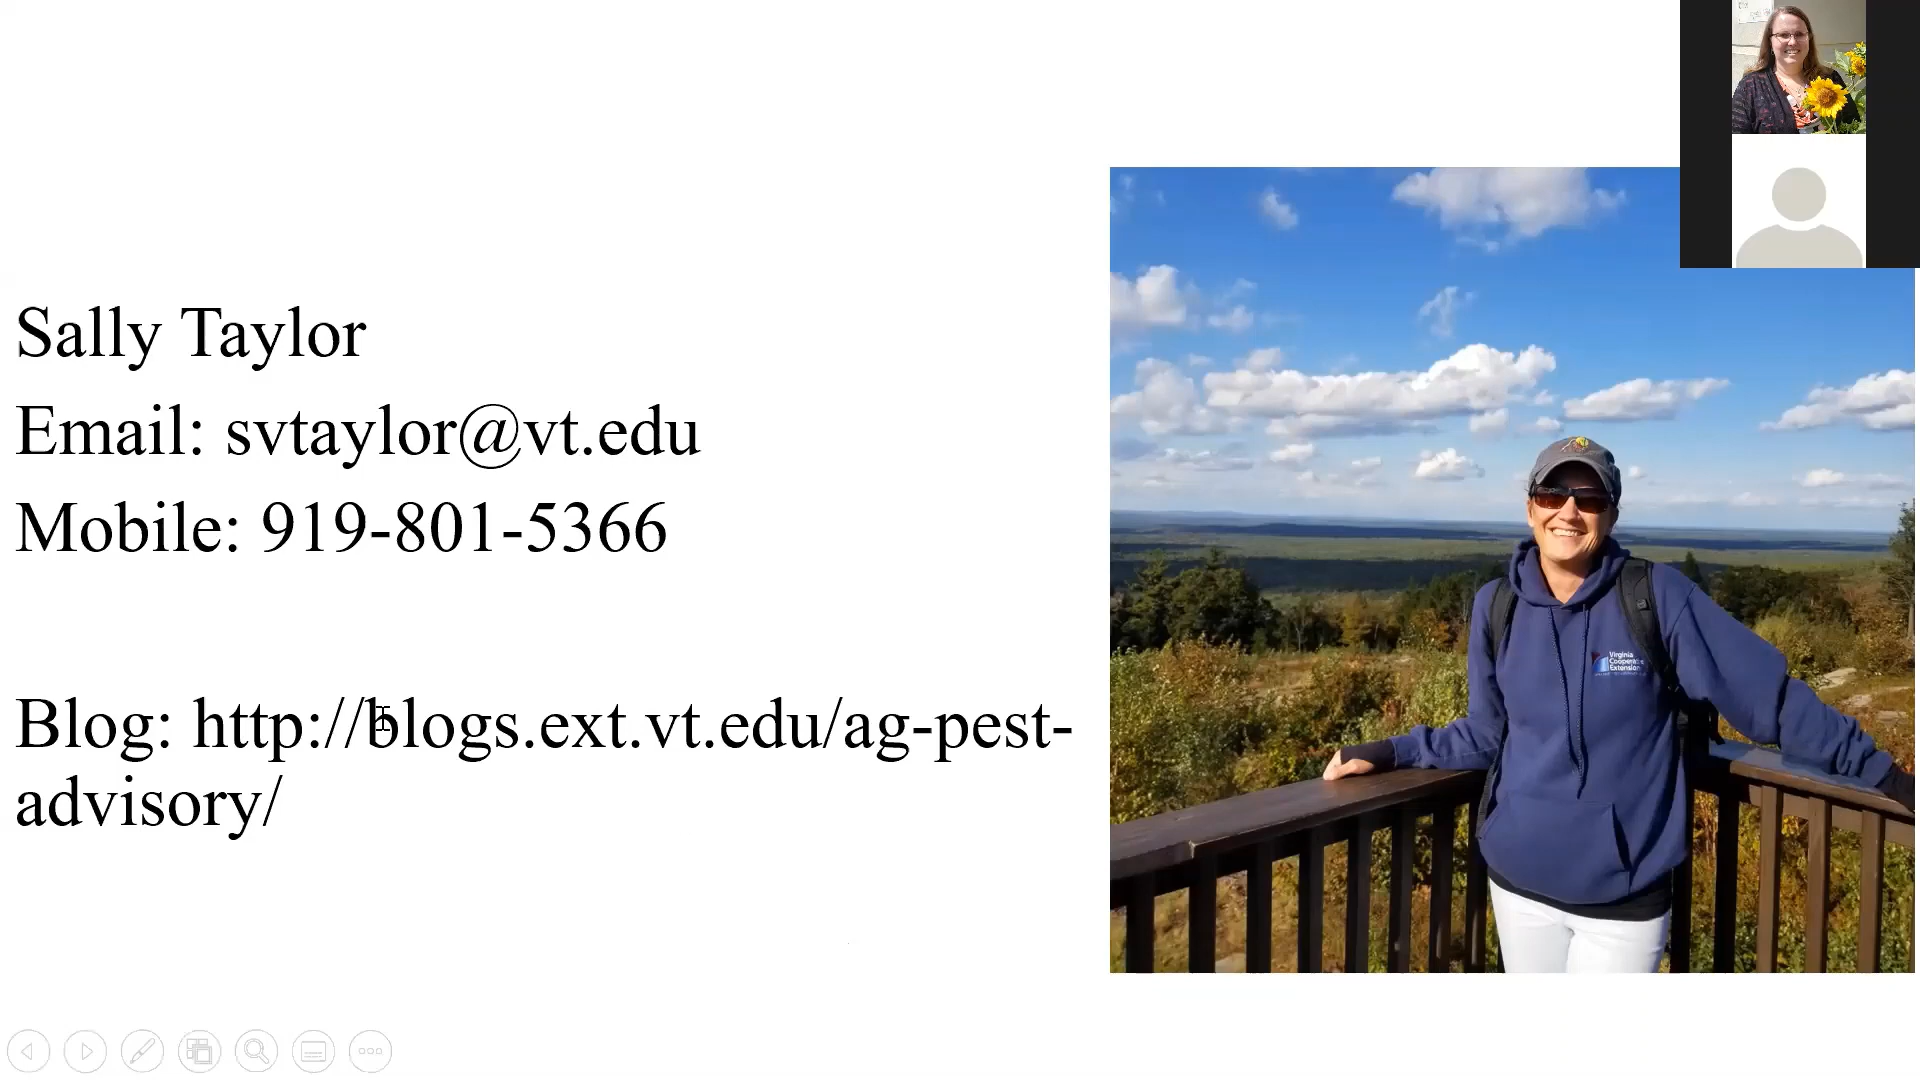 Sally Taylor
Email: svtaylor@vt.edu
Mobile: 919-801-5366
Blog: http://blogs.ext.vt.edu/ag-pest-
advisory/
Virginia
Cooperative
Extension